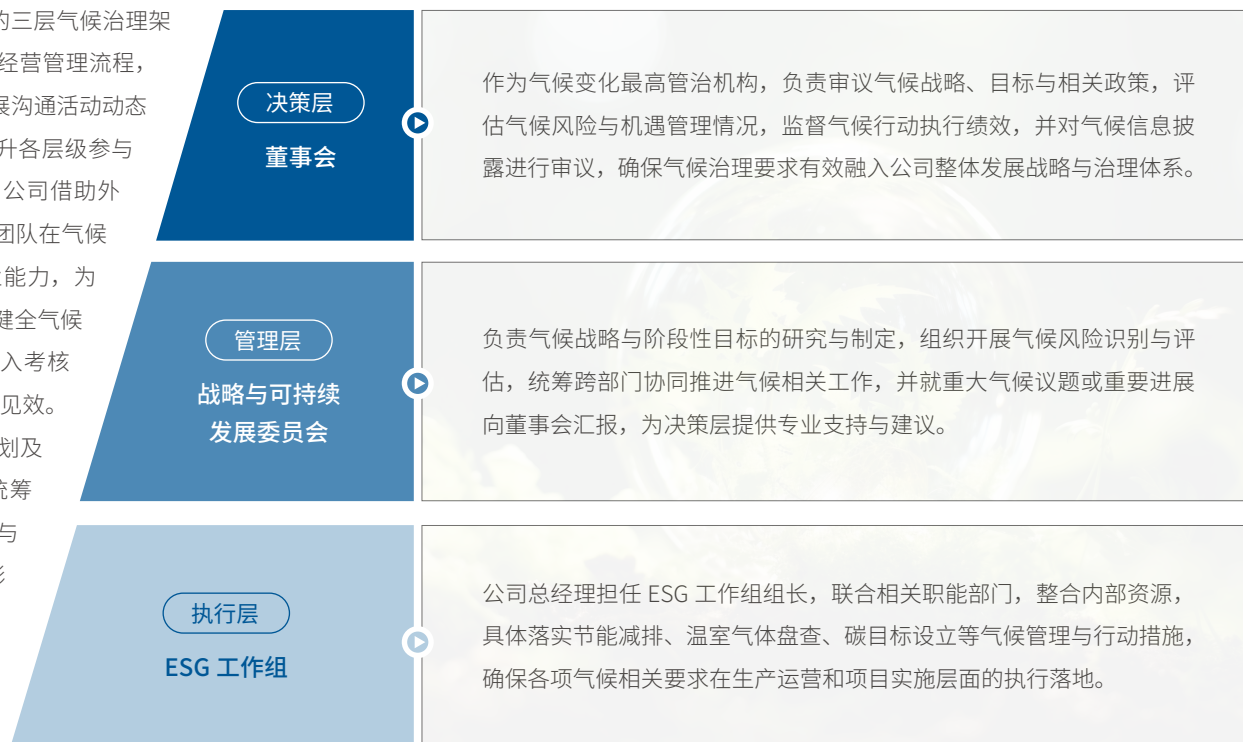 的三层气候治理架
经营管理流程，
展沟通活动动态
升各层级参与
公司借助外
团队在气候
能力，为
健全气候
入考核
见效。
划及
统筹
与
决策层
董事会
作为气候变化最高管治机构，负责审议气候战略、目标与相关政策，评
估气候风险与机遇管理情况，监督气候行动执行绩效，并对气候信息披
露进行审议，确保气候治理要求有效融入公司整体发展战略与治理体系。
管理层
战略与可持续
发展委员会
负责气候战略与阶段性目标的研究与制定，组织开展气候风险识别与评
估，统筹跨部门协同推进气候相关工作，并就重大气候议题或重要进展
向董事会汇报，为决策层提供专业支持与建议。
执行层
ESG 工作组
公司总经理担任 ESG 工作组组长，联合相关职能部门，整合内部资源，
具体落实节能减排、温室气体盘查、碳目标设立等气候管理与行动措施，
确保各项气候相关要求在生产运营和项目实施层面的执行落地。